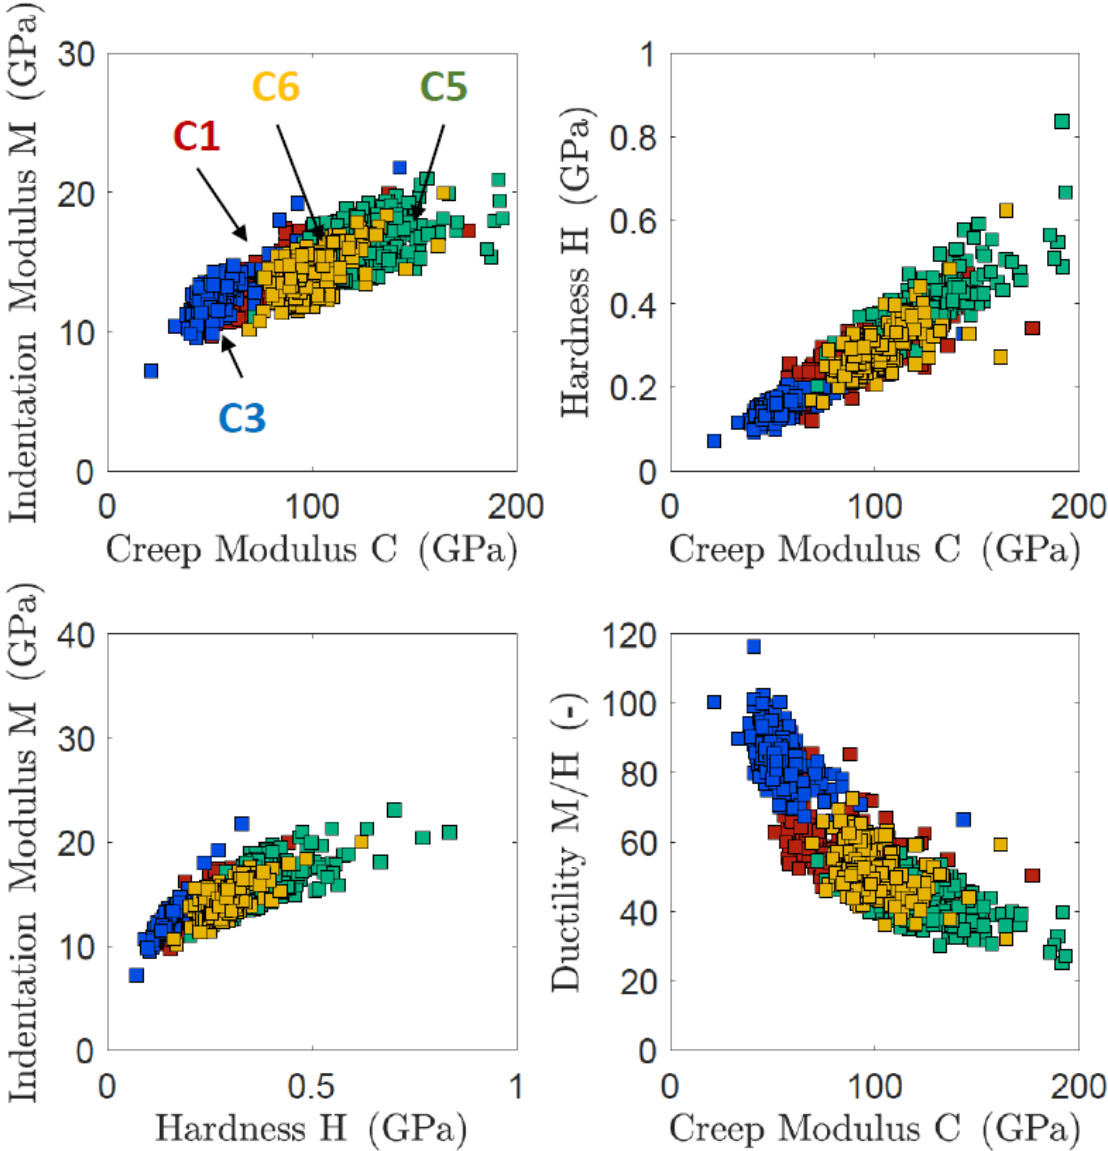 Indentation Modulus M (GPa)
30
20
10
0
C1
C6
C5
C3
0 100 200
Creep Modulus C (GPa)
Hardness H (GPa)
1
0.8
0.6
0.4
0.2
0
0 100 200
Creep Modulus C (GPa)
Indentation Modulus M (GPa)
40
30
20
10
0
0 0.5 1
Hardness H (GPa)
Ductility M/H (-)
120
100
80
60
40
20
0
0 100 200
Creep Modulus C (GPa)